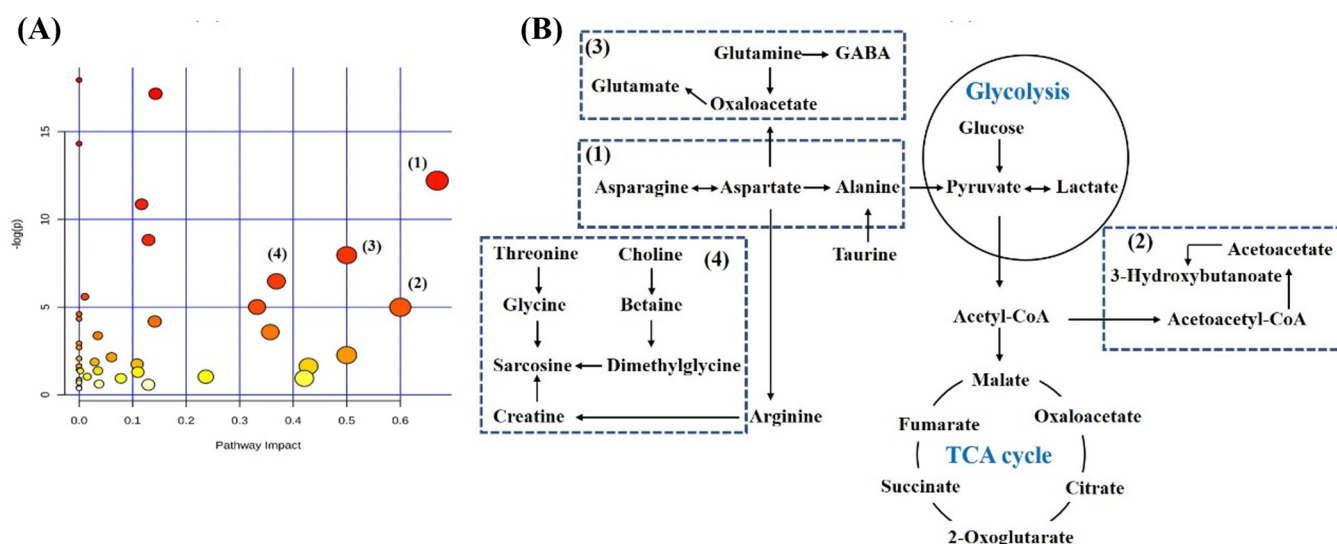 (A)
(B)
15
10
5
0
-log(p)
0.0 0.1 0.2 0.3 0.4 0.5 0.6
Pathway Impact
(1)
(3)
(4)
(2)
(3)
Glutamine GABA
Glutamate
Oxaloacetate
(1)
Asparagine Aspartate Alanine
Taurine
Glycolysis
Glucose
Pyruvate Lactate
(4)
Threonine Choline
Glycine Betaine
Sarcosine Dimethylglycine
Creatine
Arginine
(2)
Acetoacetate
3-Hydroxybutanoate
Acetoacetyl-CoA
Acetyl-CoA
Malate
Fumarate Oxaloacetate
TCA cycle
Succinate Citrate
2-Oxoglutarate